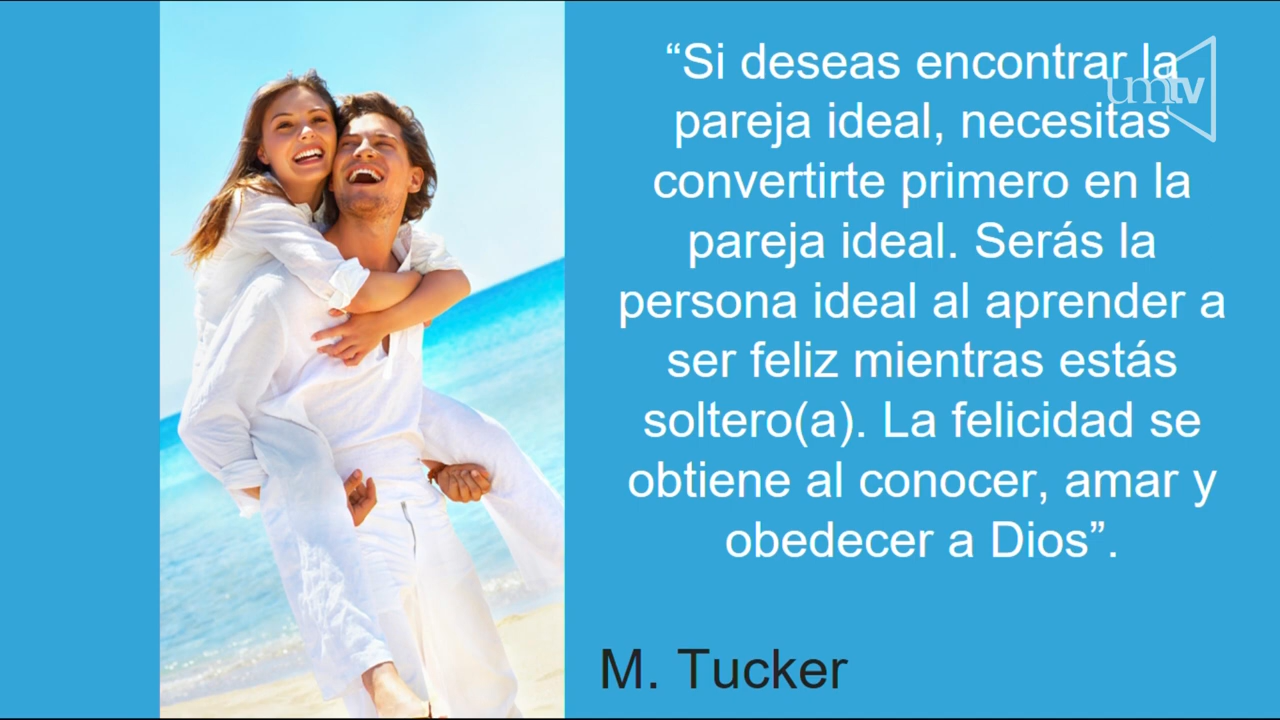 “Si deseas encontrar la
pareja ideal, necesitas
convertirte primero en la
pareja ideal. Serás la
persona ideal al aprender a
ser feliz mientras estás
soltero(a). La felicidad se
obtiene al conocer, amar y
obedecer a Dios”.
M. Tucker
umtv